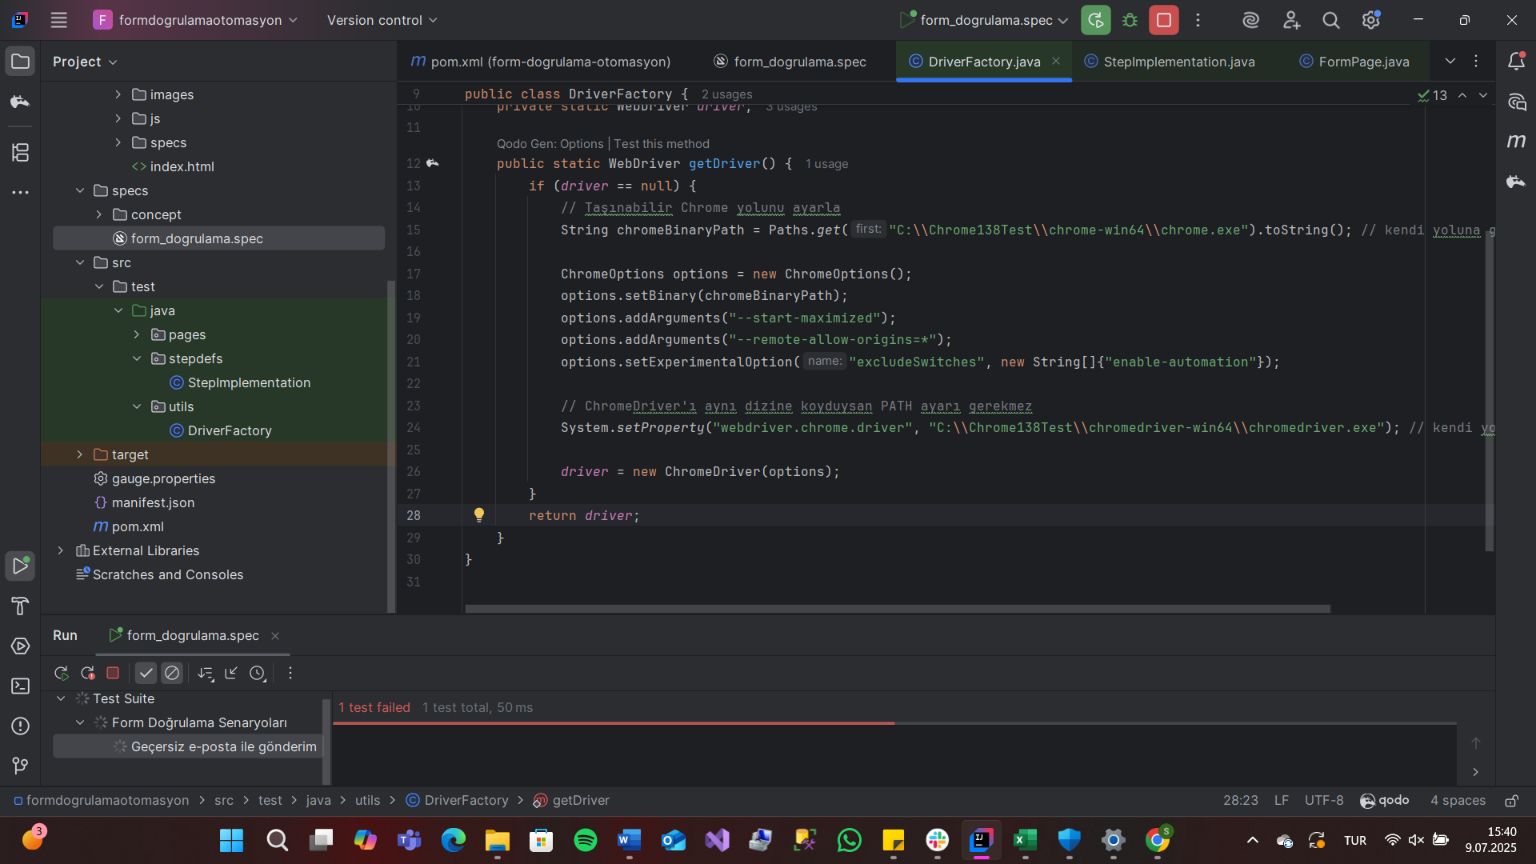 F formdogrulamaotomasyon Version control form_dogrulama.spec
Project
pom.xml (form-dogrulama-otomasyon) form_dogrulama.spec DriverFactory.java StepImplementation.java FormPage.java
images
js
specs
index.html
specs
concept
form_dogrulama.spec
src
test
java
pages
stepdefs
StepImplementation
utils
DriverFactory
target
gauge.properties
manifest.json
pom.xml
External Libraries
Scratches and Consoles
9 public class DriverFactory { 2 usages
13
10 private static WebDriver driver; 3 usages
11
Qodo Gen: Options | Test this method
12 public static WebDriver getDriver() { 1 usage
13 if (driver == null) {
14 // Taşınabilir Chrome yolunu ayarla
15 String chromeBinaryPath = Paths.get( first: "C:\\Chrome138Test\\chrome-win64\\chrome.exe").toString(); // kendi yoluna g
16
17 ChromeOptions options = new ChromeOptions();
18 options.setBinary(chromeBinaryPath);
19 options.addArguments("--start-maximized");
20 options.addArguments("--remote-allow-origins=*");
21 options.setExperimentalOption( name: "excludeSwitches", new String[]{"enable-automation"});
22
23 // ChromeDriver'ı aynı dizine koyduysan PATH ayarı gerekmez
24 System.setProperty("webdriver.chrome.driver", "C:\\Chrome138Test\\chromedriver-win64\\chromedriver.exe"); // kendi yo
25
26 driver = new ChromeDriver(options);
27 }
28 return driver;
29 }
30 }
31
Run form_dogrulama.spec
Test Suite
Form Doğrulama Senaryoları
Geçersiz e-posta ile gönderim
1 test failed 1 test total, 50 ms
formdogrulamaotomasyon > src > test > java > utils > DriverFactory > getDriver
28:23 LF UTF-8 qodo 4 spaces
3
S
TUR
15:40
9.07.2025